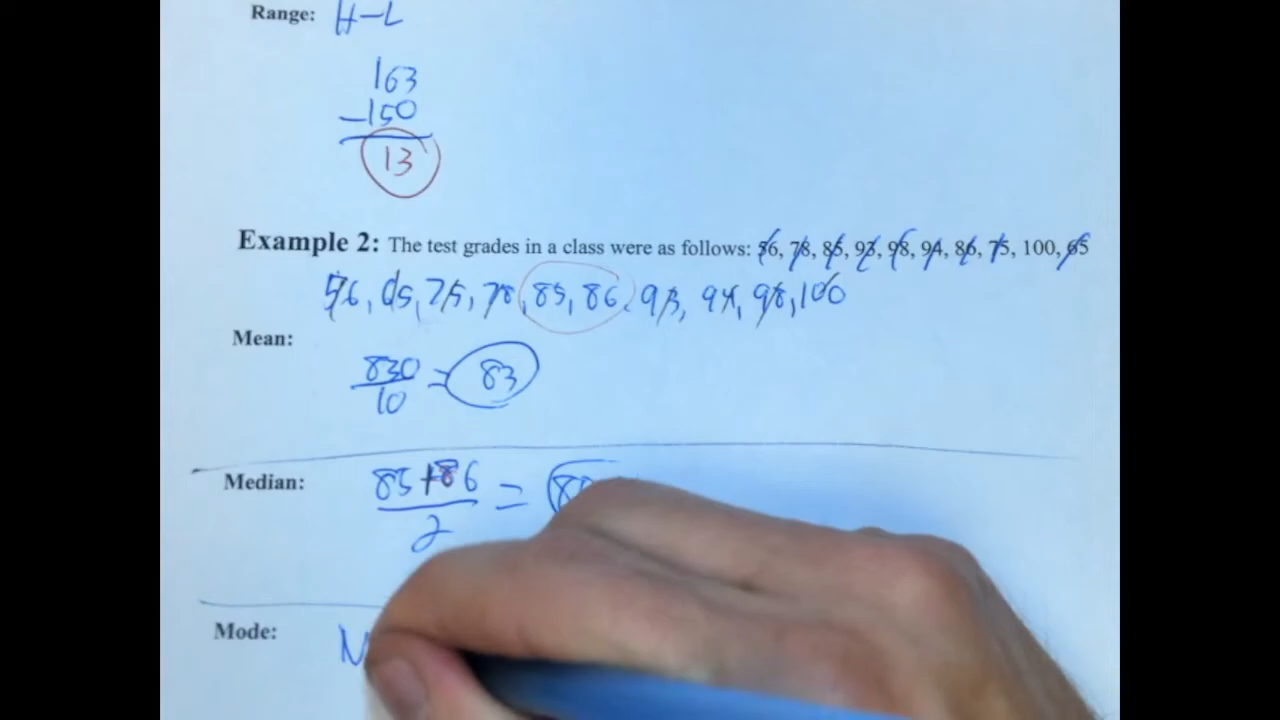 Range: H-L
163
-150
13
Example 2: The test grades in a class were as follows: 56, 78, 85, 93, 98, 94, 86, 75, 100, 65
56, 65, 75, 78, 85, 86, 93, 94, 98, 100
Mean:
830
10
= 83
Median:
85+86
2
=
Mode: